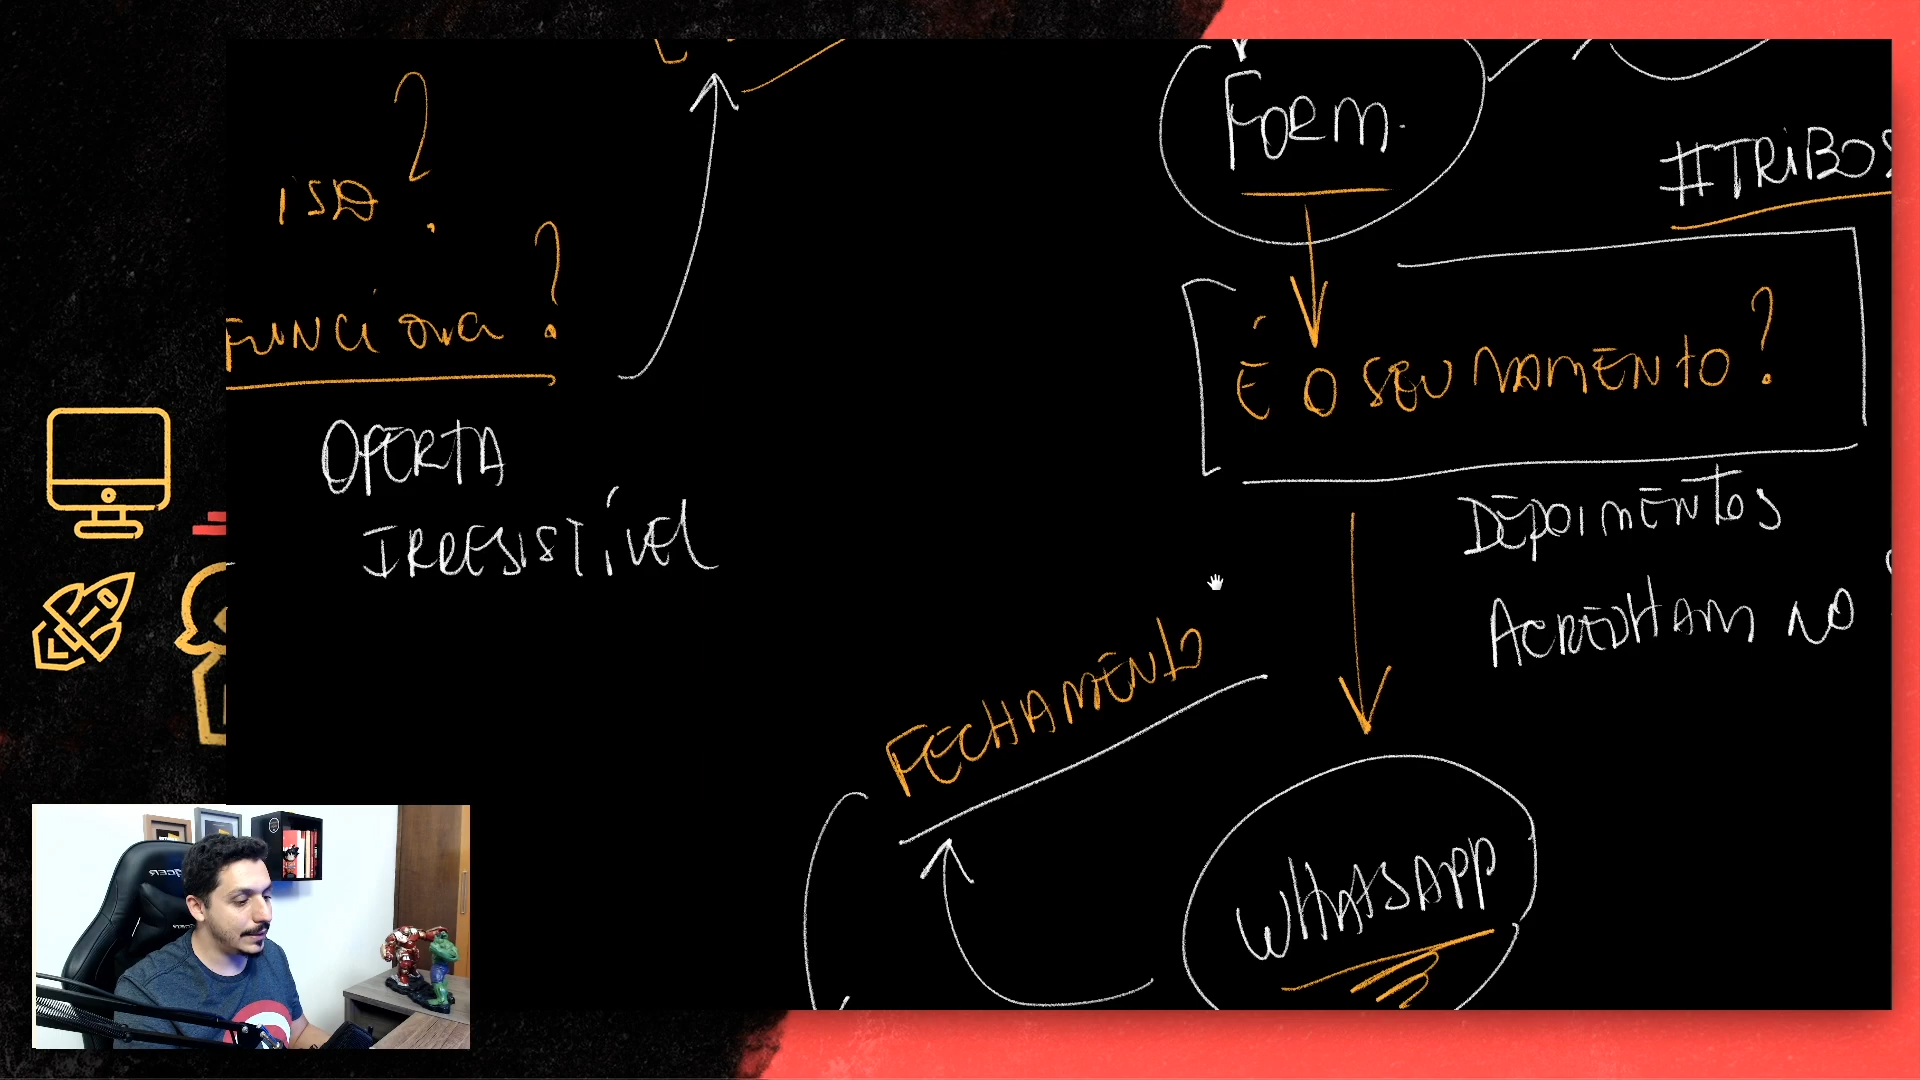 ?
ISSO
FUNCIONA?
OFERTA
IRRESISTÍVEL
FORM.
#TRIBOS
É O SEU MOMENTO?
DEPOIMENTOS
ACREDITAM NO
FECHAMENTO
WHATSAPP